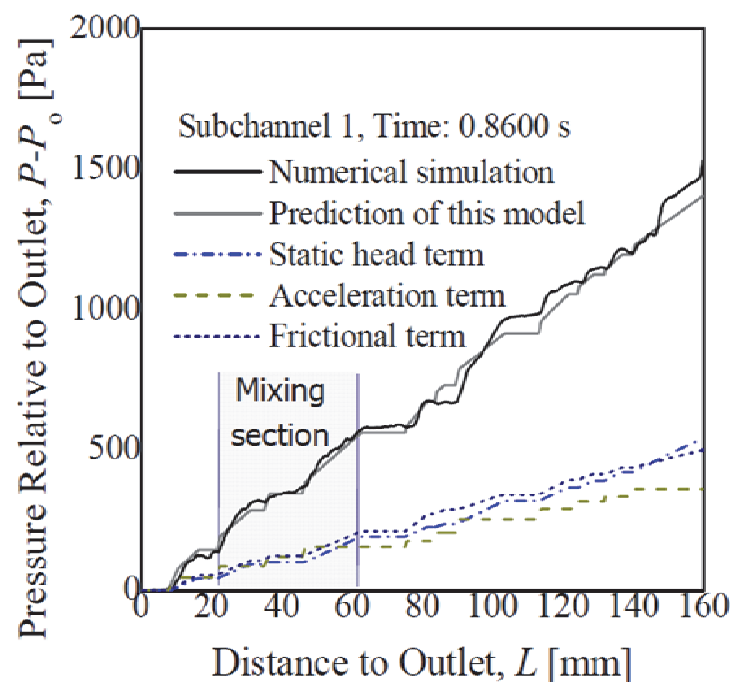 2000
1500
1000
500
0
Pressure Relative to Outlet, P-Po [Pa]
Subchannel 1, Time: 0.8600 s
Numerical simulation
Prediction of this model
Static head term
Acceleration term
Frictional term
Mixing
section
0 20 40 60 80 100 120 140 160
Distance to Outlet, L [mm]